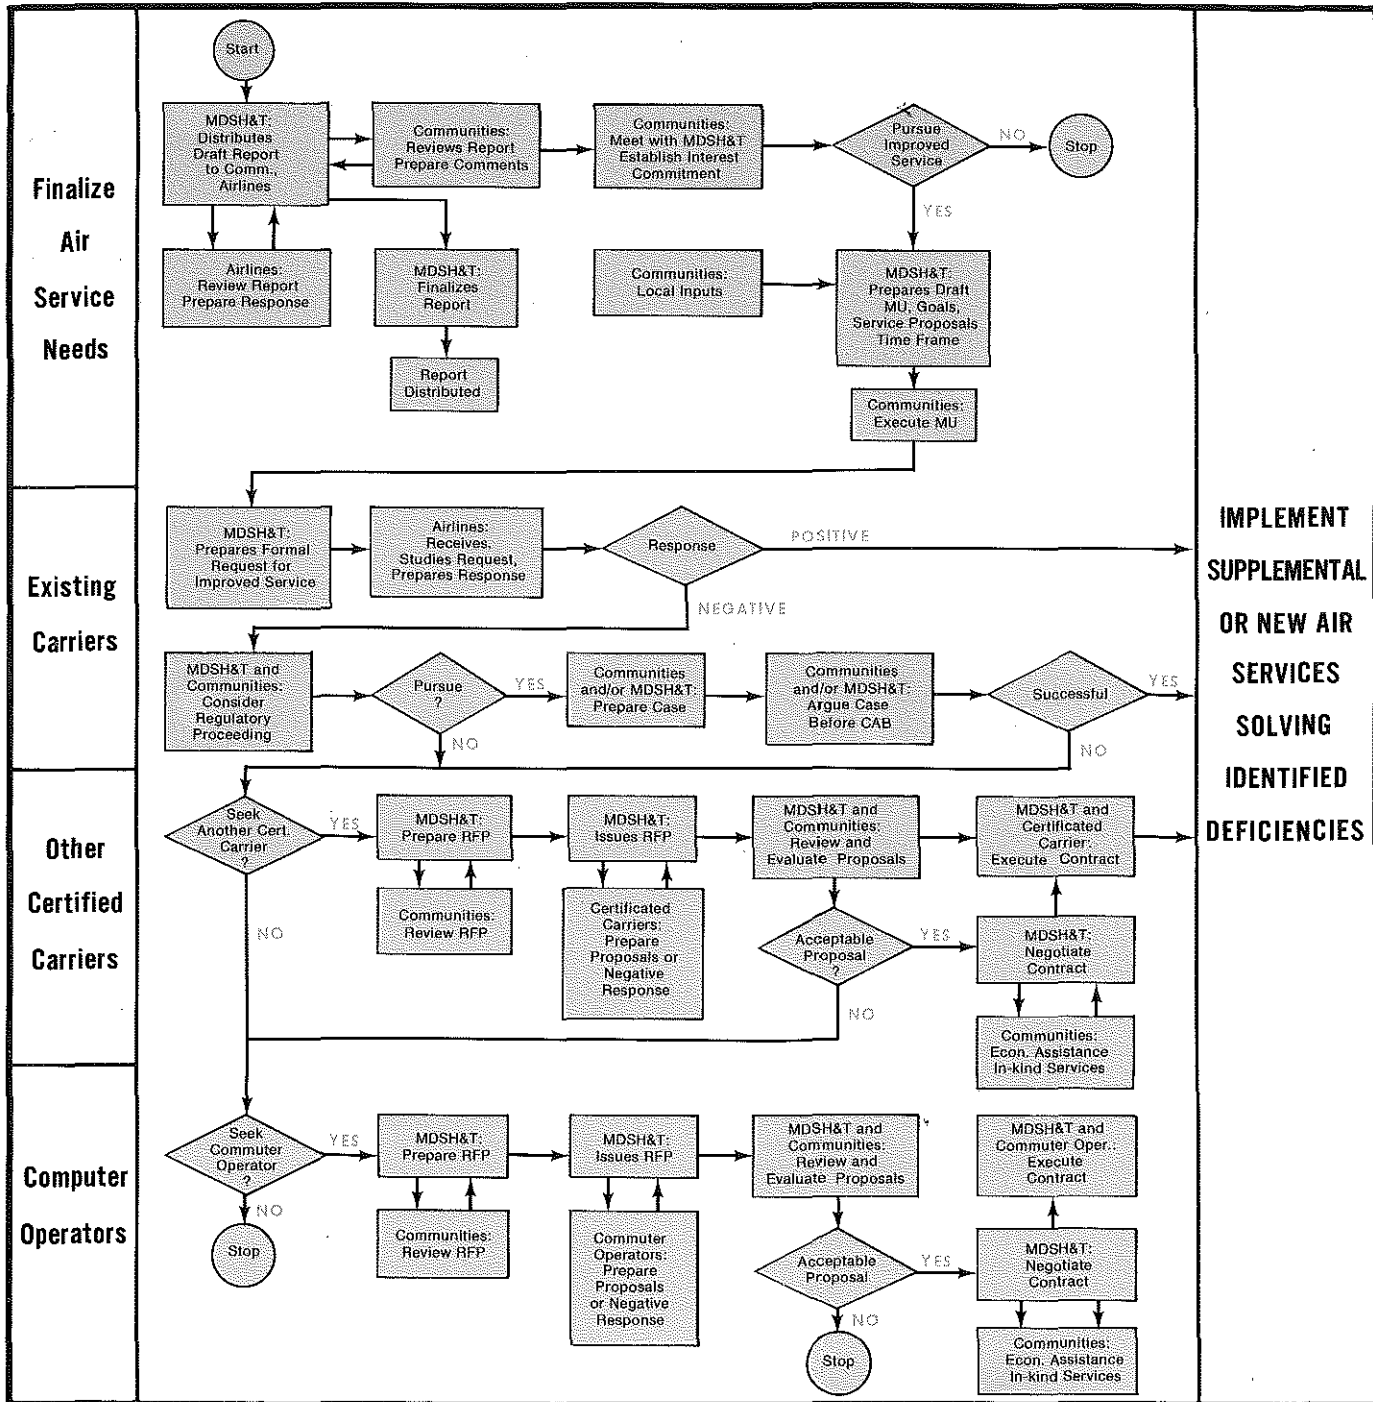 Finalize
Air
Service
Needs
Start
MDSH&T:
Distributes
Draft Report
to Comm.,
Airlines
Communities:
Reviews Report
Prepare Comments
Communities:
Meet with MDSH&T
Establish Interest
Commitment
Pursue
Improved
Service
NO
Stop
YES
Airlines:
Review Report
Prepare Response
MDSH&T:
Finalizes
Report
Communities:
Local Inputs
MDSH&T:
Prepares Draft
MU, Goals,
Service Proposals
Time Frame
Report
Distributed
Communities:
Execute MU
Existing
Carriers
MDSH&T:
Prepares Formal
Request for
Improved Service
Airlines:
Receives,
Studies Request,
Prepares Response
Response
POSITIVE
NEGATIVE
MDSH&T and
Communities:
Consider
Regulatory
Proceeding
Pursue
?
YES
NO
Communities
and/or MDSH&T:
Prepare Case
Communities
and/or MDSH&T:
Argue Case
Before CAB
Successful
YES
NO
Other
Certified
Carriers
Seek
Another Cert.
Carrier
?
YES
NO
MDSH&T:
Prepare RFP
Communities:
Review RFP
MDSH&T:
Issues RFP
Certificated
Carriers:
Prepare
Proposals or
Negative
Response
MDSH&T and
Communities:
Review and
Evaluate Proposals
Acceptable
Proposal
?
YES
NO
MDSH&T and
Certificated
Carrier:
Execute Contract
MDSH&T:
Negotiate
Contract
Communities:
Econ. Assistance
In-kind Services
Computer
Operators
Seek
Commuter
Operator
?
YES
NO
Stop
MDSH&T:
Prepare RFP
Communities:
Review RFP
MDSH&T:
Issues RFP
Commuter
Operators:
Prepare
Proposals
or Negative
Response
MDSH&T and
Communities:
Review and
Evaluate Proposals
Acceptable
Proposal
YES
NO
Stop
MDSH&T and
Commuter Oper.:
Execute
Contract
MDSH&T:
Negotiate
Contract
Communities:
Econ. Assistance
In-kind Services
IMPLEMENT
SUPPLEMENTAL
OR NEW AIR
SERVICES
SOLVING
IDENTIFIED
DEFICIENCIES